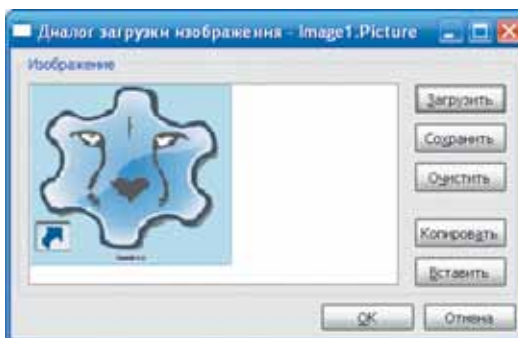 Диалог загрузки изображения - Image1.Picture
Изображение
Загрузить
Сохранить
Очистить
Копировать
Вставить
OK
Отмена